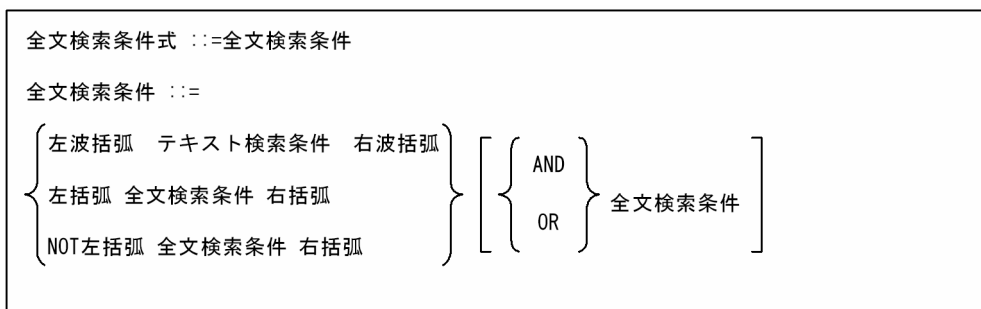 全文検索条件式 ::=全文検索条件
全文検索条件 ::=
左波括弧 テキスト検索条件 右波括弧
左括弧 全文検索条件 右括弧
NOT左括弧 全文検索条件 右括弧
AND
OR
全文検索条件